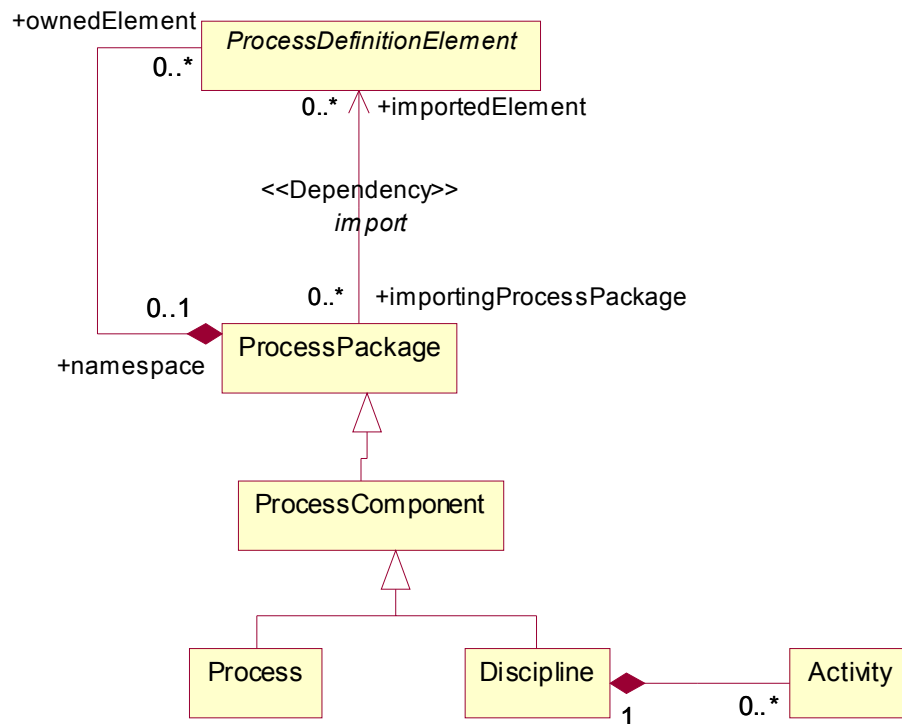 +ownedElement
ProcessDefinitionElement
0..*
0..*
+importedElement
<<Dependency>>
import
0..1
0..*
+importingProcessPackage
ProcessPackage
+namespace
ProcessComponent
Process
Discipline
Activity
1
0..*